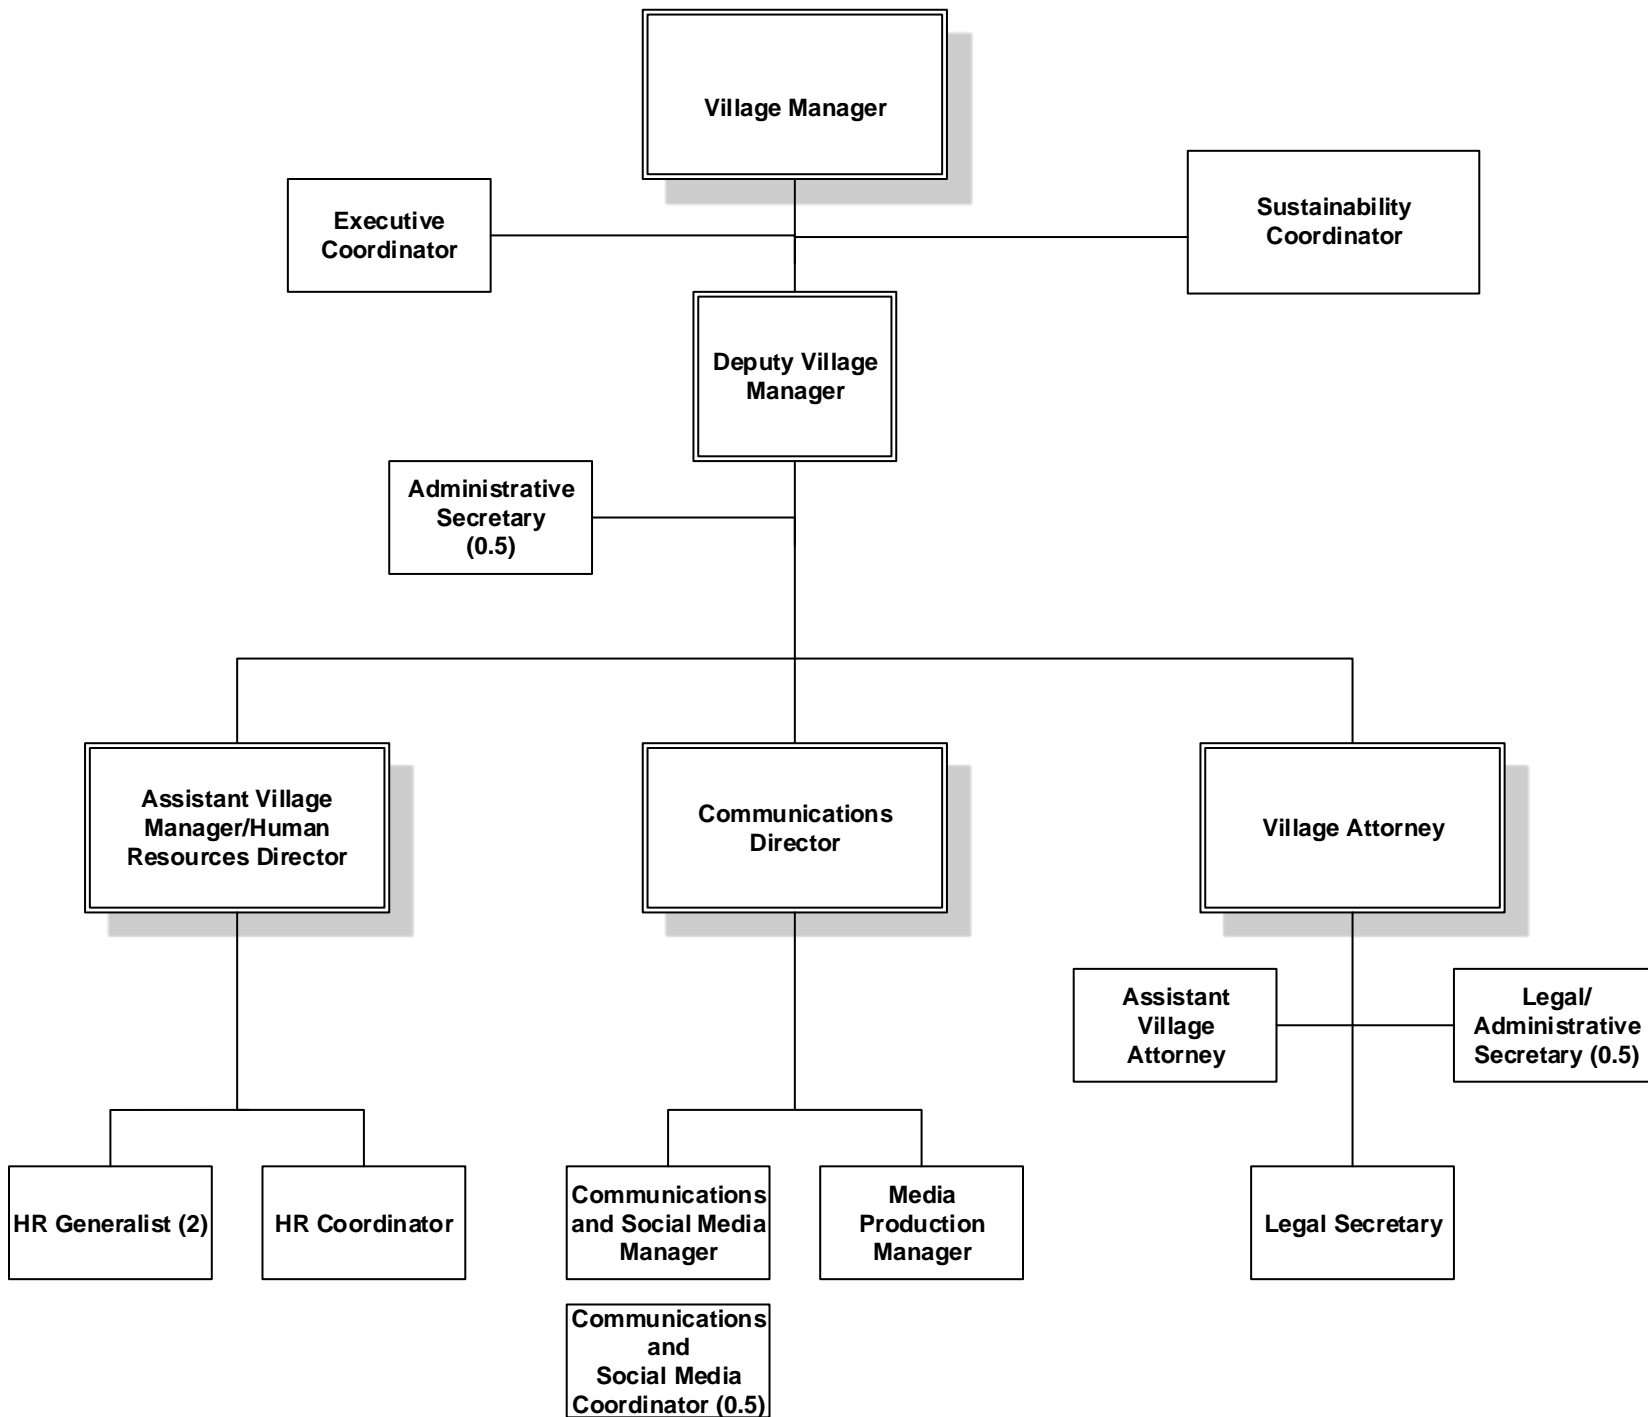 Village Manager
Executive
Coordinator
Sustainability
Coordinator
Deputy Village
Manager
Administrative
Secretary
(0.5)
Assistant Village
Manager/Human
Resources Director
Communications
Director
Village Attorney
Assistant
Village
Attorney
Legal/
Administrative
Secretary (0.5)
HR Generalist (2)
HR Coordinator
Communications
and Social Media
Manager
Media
Production
Manager
Legal Secretary
Communications
and
Social Media
Coordinator (0.5)